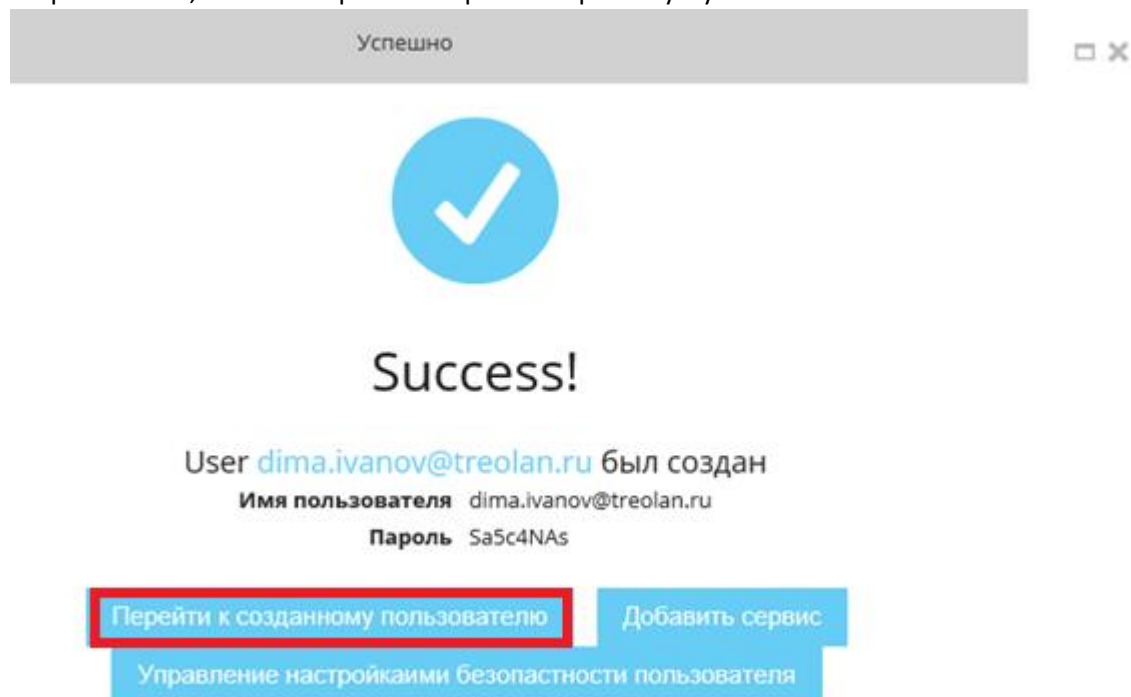 Успешно
Success!
User dima.ivanov@treolan.ru был создан
Имя пользователя dima.ivanov@treolan.ru
Пароль Sa5c4NAs
Перейти к созданному пользователю Добавить сервис
Управление настройкаими безопастности пользователя